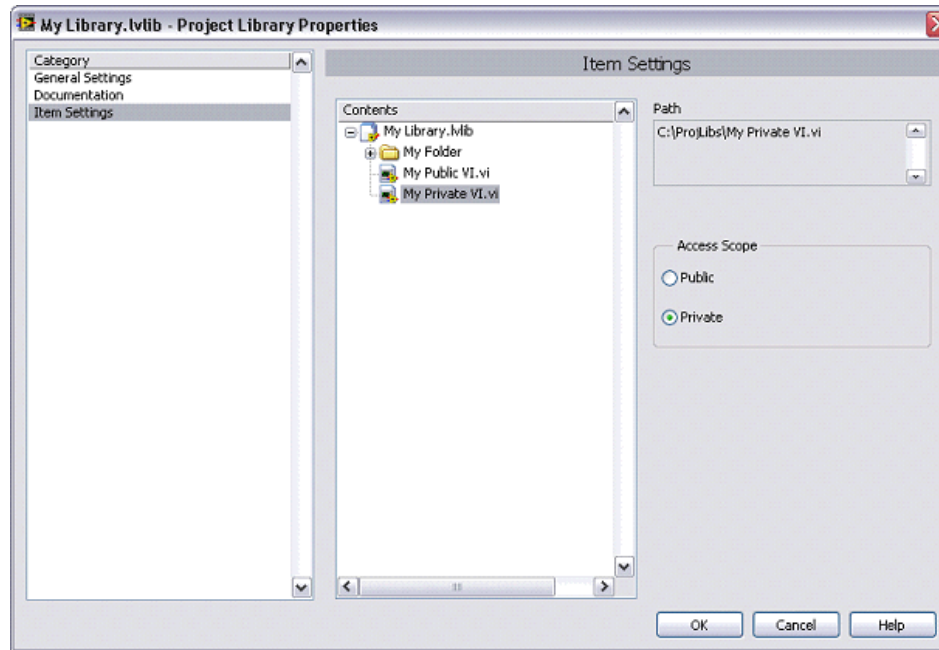 My Library.lvlib - Project Library Properties
Category
General Settings
Documentation
Item Settings
Item Settings
Contents
My Library.lvlib
My Folder
My Public VI.vi
My Private VI.vi
Path
C:\Proj\Libs\My Private VI.vi
Access Scope
Public
Private
OK
Cancel
Help